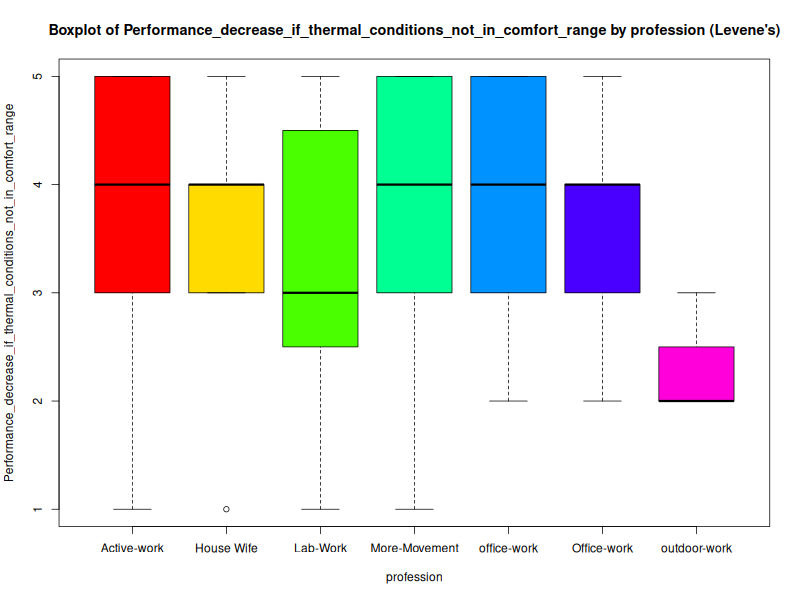 Boxplot of Performance_decrease_if_thermal_conditions_not_in_comfort_range by profession (Levene's)
Performance_decrease_if_thermal_conditions_not_in_comfort_range
5
4
3
2
1
Active-work House Wife Lab-Work More-Movement office-work Office-work outdoor-work
profession